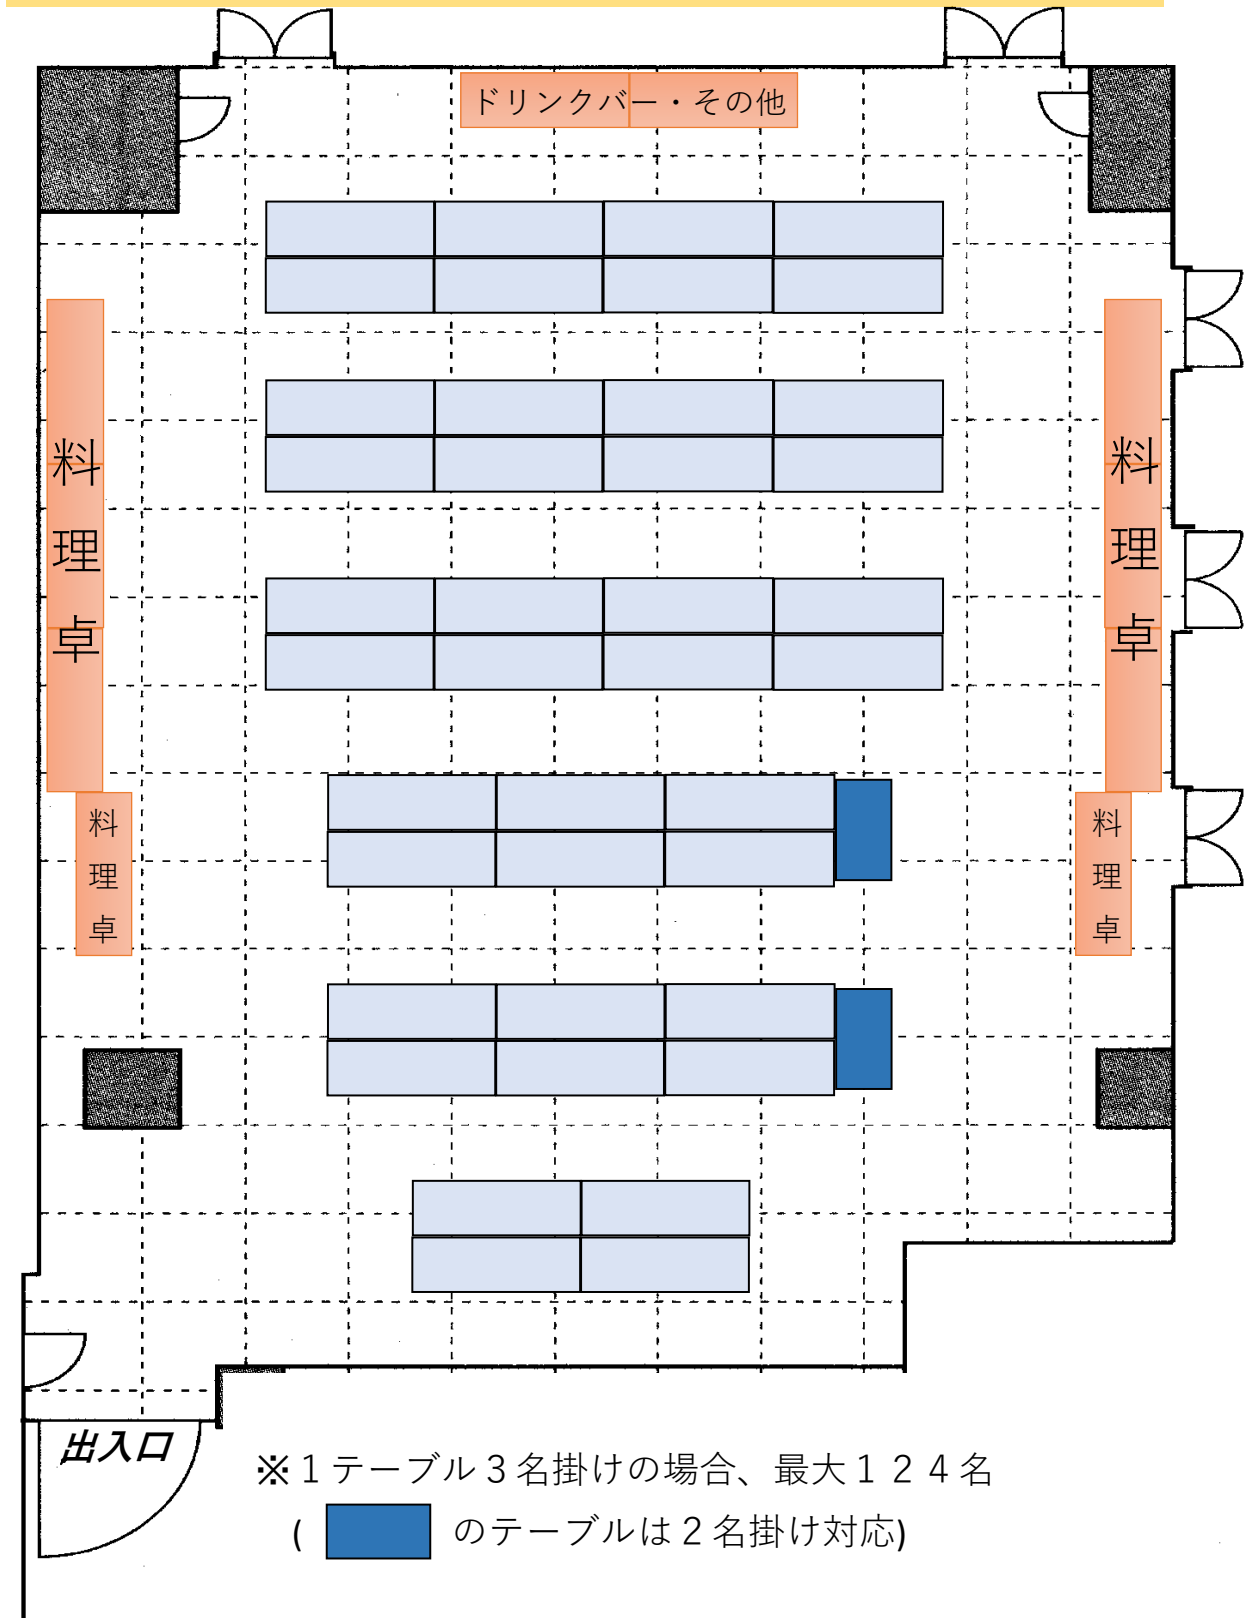 ドリンクバー・その他
料理卓
料理卓
料理卓
料理卓
出入口
※１テーブル３名掛けの場合、最大１２４名
( のテーブルは２名掛け対応)